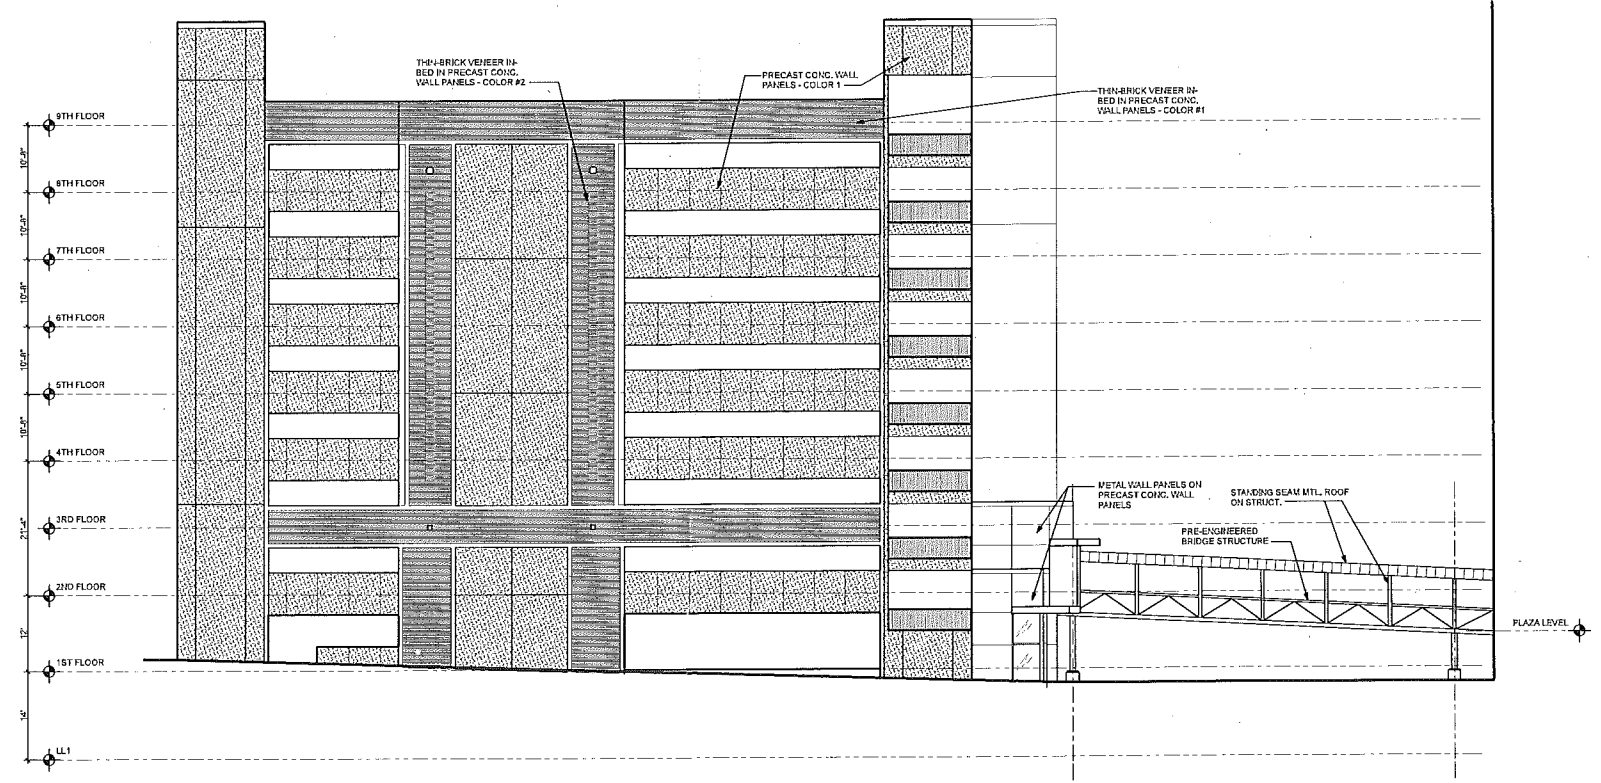 THIN-BRICK VENEER IN-
BED IN PRECAST CONC.
WALL PANELS - COLOR #2
PRECAST CONC. WALL
PANELS - COLOR 1
THIN-BRICK VENEER IN-
BED IN PRECAST CONC.
WALL PANELS - COLOR #1
9TH FLOOR
10'-8"
8TH FLOOR
10'-8"
7TH FLOOR
10'-8"
6TH FLOOR
10'-8"
5TH FLOOR
10'-8"
4TH FLOOR
METAL WALL PANELS ON
PRECAST CONC. WALL
PANELS
STANDING SEAM MTL. ROOF
ON STRUCT.
3RD FLOOR
21'-4"
PRE-ENGINEERED
BRIDGE STRUCTURE
2ND FLOOR
12'
PLAZA LEVEL
1ST FLOOR
14'
LL1